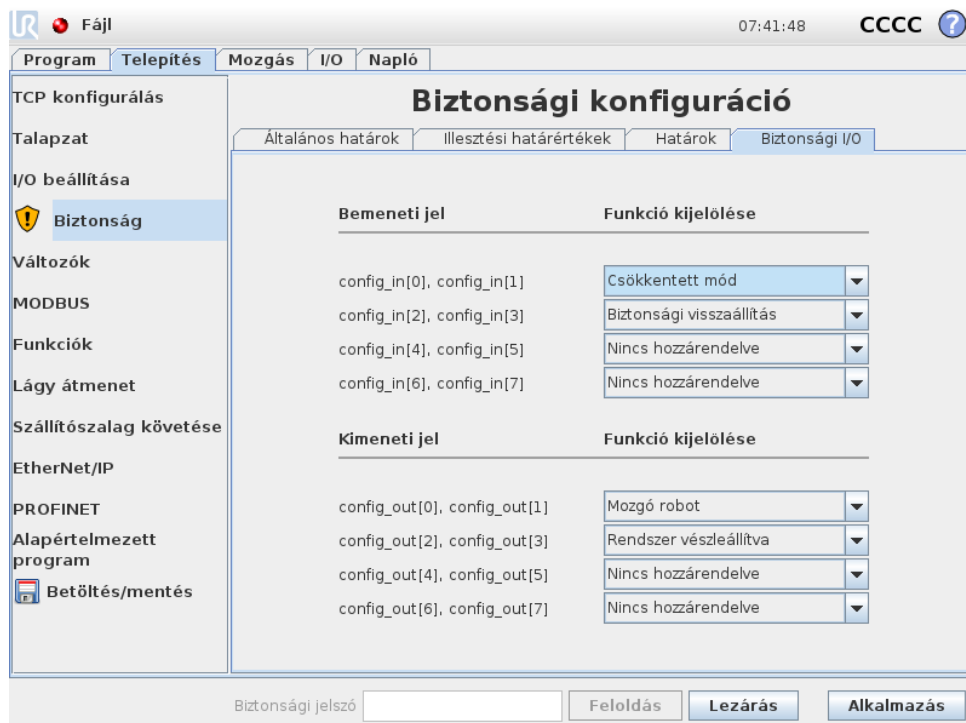 UR Fájl 07:41:48 CCCC ?
Program Telepítés Mozgás I/O Napló
TCP konfigurálás
Talapzat
I/O beállítása
Biztonság
Változók
MODBUS
Funkciók
Lágy átmenet
Szállítószalag követése
EtherNet/IP
PROFINET
Alapértelmezett
program
Betöltés/mentés
Biztonsági konfiguráció
Általános határok Illesztési határértékek Határok Biztonsági I/O
Bemeneti jel Funkció kijelölése
config_in[0], config_in[1] Csökkentett mód
config_in[2], config_in[3] Biztonsági visszaállítás
config_in[4], config_in[5] Nincs hozzárendelve
config_in[6], config_in[7] Nincs hozzárendelve
Kimeneti jel Funkció kijelölése
config_out[0], config_out[1] Mozgó robot
config_out[2], config_out[3] Rendszer vészleállítva
config_out[4], config_out[5] Nincs hozzárendelve
config_out[6], config_out[7] Nincs hozzárendelve
Biztonsági jelszó Feloldás Lezárás Alkalmazás